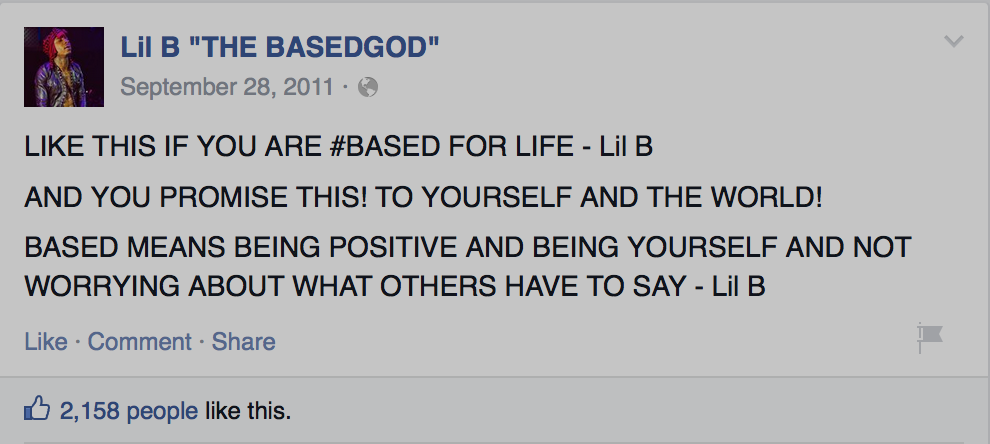 Lil B "THE BASEDGOD"
September 28, 2011 ·
LIKE THIS IF YOU ARE #BASED FOR LIFE - Lil B
AND YOU PROMISE THIS! TO YOURSELF AND THE WORLD!
BASED MEANS BEING POSITIVE AND BEING YOURSELF AND NOT
WORRYING ABOUT WHAT OTHERS HAVE TO SAY - Lil B
Like · Comment · Share
2,158 people like this.